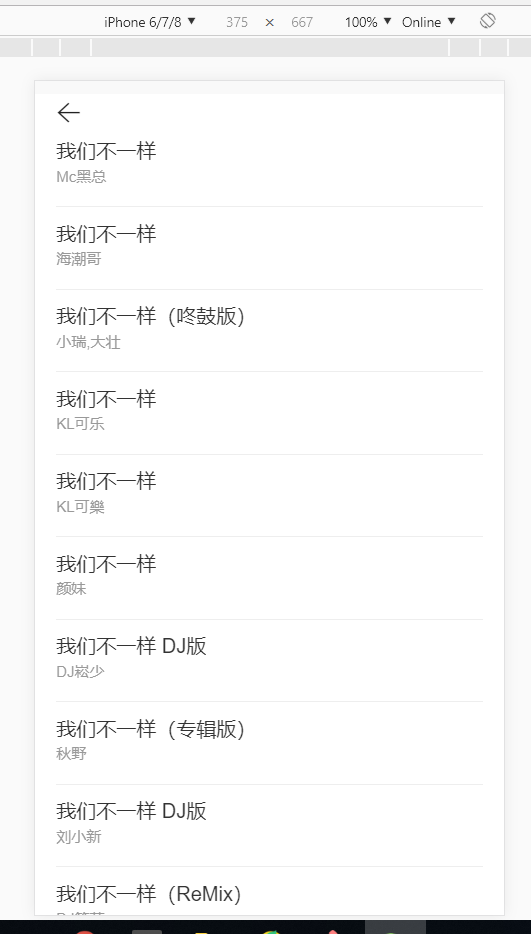 iPhone 6/7/8 ▼ 375 × 667 100% ▼ Online ▼
我们不一样
Mc黑总
我们不一样
海潮哥
我们不一样（咚鼓版）
小瑞,大壮
我们不一样
KL可乐
我们不一样
KL可樂
我们不一样
颜妹
我们不一样 DJ版
DJ崧少
我们不一样（专辑版）
秋野
我们不一样 DJ版
刘小新
我们不一样（ReMix）